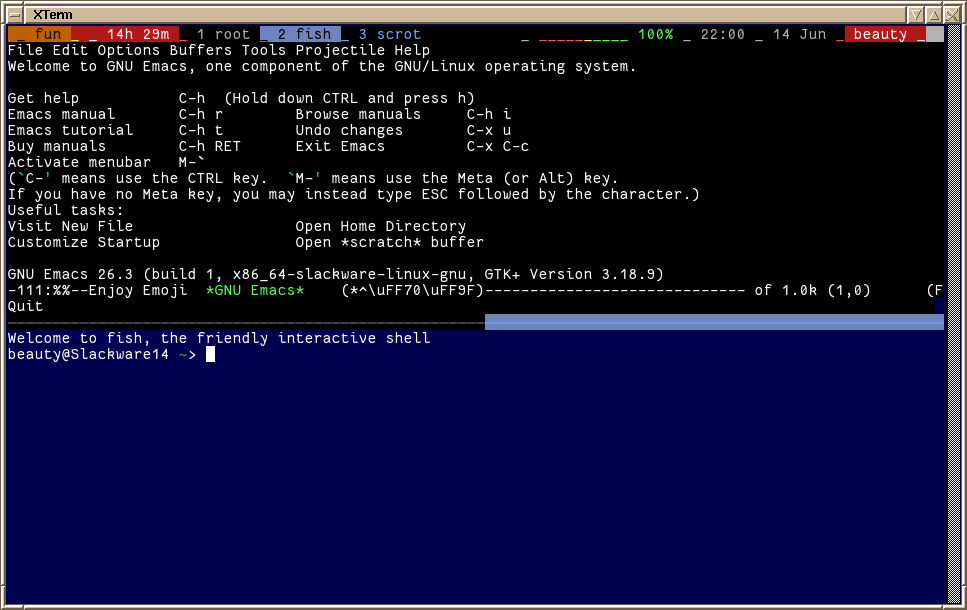 XTerm
_ fun _ _ 14h 29m _ 1 root _ 2 fish _ 3 scrot _ __________ 100% _ 22:00 _ 14 Jun _ beauty _
File Edit Options Buffers Tools Projectile Help
Welcome to GNU Emacs, one component of the GNU/Linux operating system.
Get help C-h (Hold down CTRL and press h)
Emacs manual C-h r Browse manuals C-h i
Emacs tutorial C-h t Undo changes C-x u
Buy manuals C-h RET Exit Emacs C-x C-c
Activate menubar M-`
(`C-' means use the CTRL key. `M-' means use the Meta (or Alt) key.
If you have no Meta key, you may instead type ESC followed by the character.)
Useful tasks:
Visit New File Open Home Directory
Customize Startup Open *scratch* buffer
GNU Emacs 26.3 (build 1, x86_64-slackware-linux-gnu, GTK+ Version 3.18.9)
-111:%%--Enjoy Emoji *GNU Emacs* (*^\uFF70\uFF9F)----------------------------- of 1.0k (1,0) (F
Quit
Welcome to fish, the friendly interactive shell
beauty@Slackware14 ~>